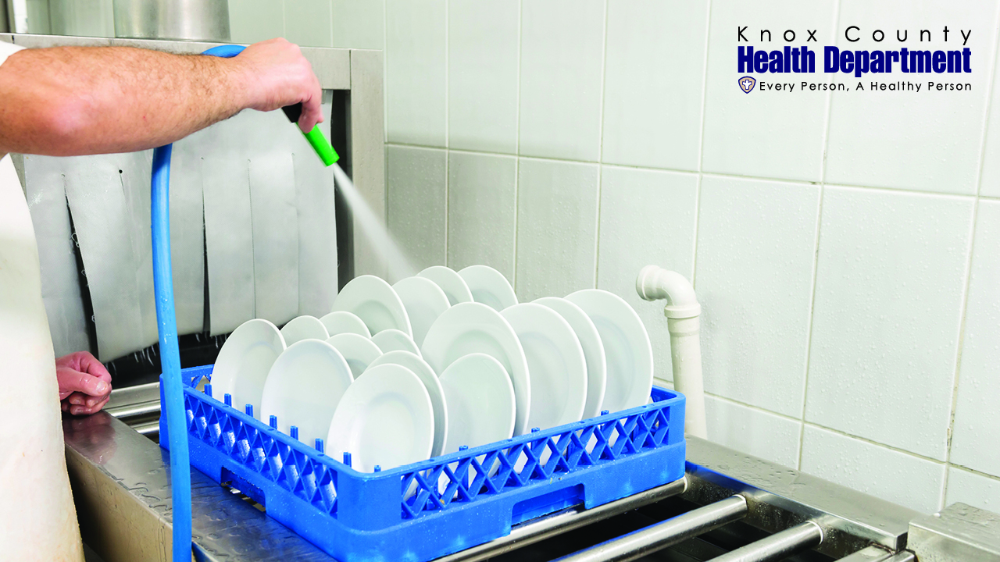 Knox County
Health Department
Every Person, A Healthy Person